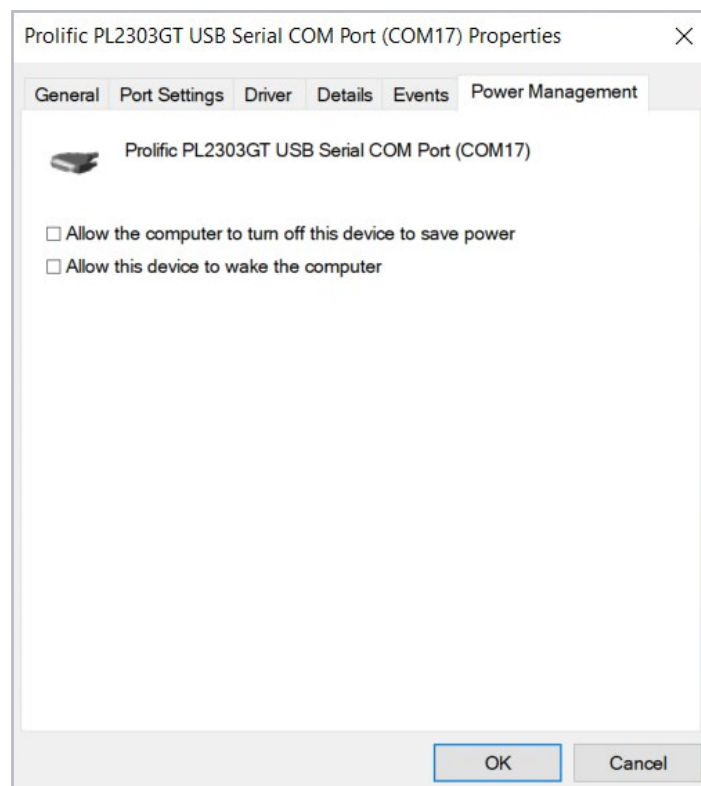 Prolific PL2303GT USB Serial COM Port (COM17) Properties
General Port Settings Driver Details Events Power Management
Prolific PL2303GT USB Serial COM Port (COM17)
Allow the computer to turn off this device to save power
Allow this device to wake the computer
OK Cancel